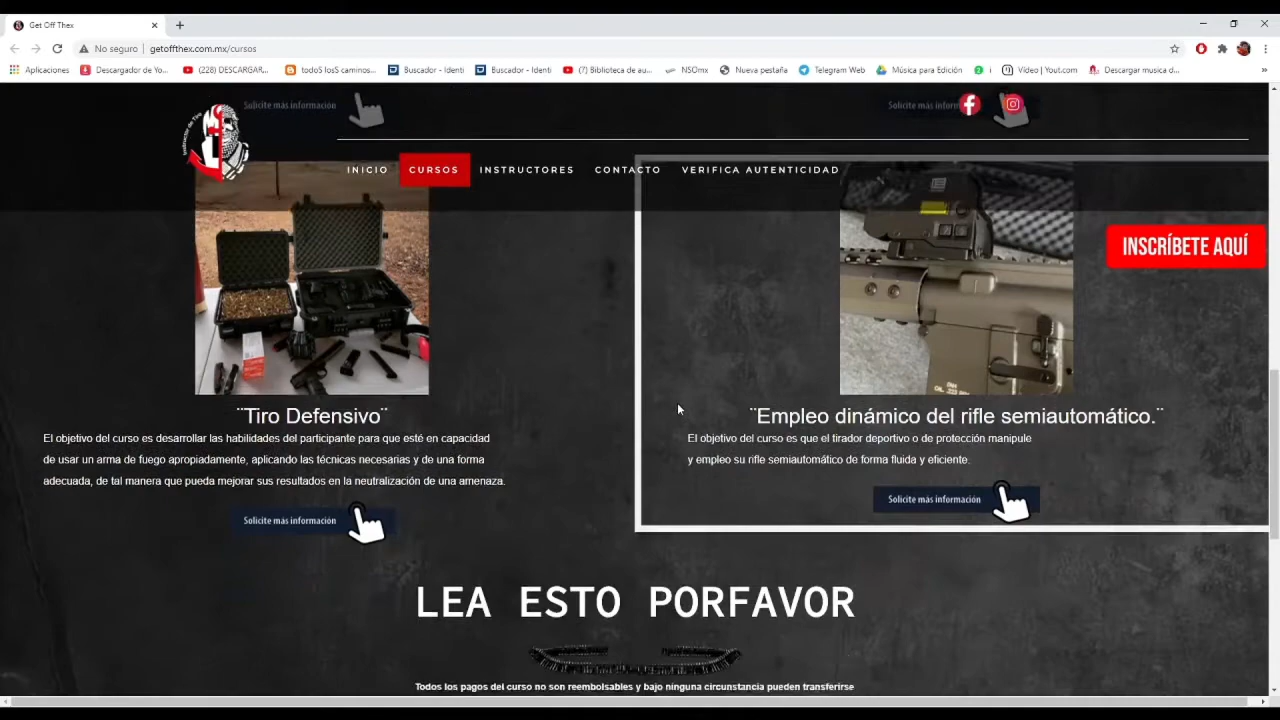 Get Off Thex
No seguro
getoffthex.com.mx/cursos
Aplicaciones
Descargador de Yo...
(228) DESCARGAR...
todoS losS caminos...
Buscador - Identi
Buscador - Identi
(7) Biblioteca de au...
NSOmx
Nueva pestaña
Telegram Web
Música para Edición
Vídeo | Yout.com
Descargar musica d...
Solicite más información
Solicite más inform
Instructor de Tiro
INICIO
CURSOS
INSTRUCTORES
CONTACTO
VERIFICA AUTENTICIDAD
INSCRÍBETE AQUÍ
¨Tiro Defensivo¨
El objetivo del curso es desarrollar las habilidades del participante para que esté en capacidad
de usar un arma de fuego apropiadamente, aplicando las técnicas necesarias y de una forma
adecuada, de tal manera que pueda mejorar sus resultados en la neutralización de una amenaza.
Solicite más información
¨Empleo dinámico del rifle semiautomático.¨
El objetivo del curso es que el tirador deportivo o de protección manipule
y empleo su rifle semiautomático de forma fluida y eficiente.
Solicite más información
LEA ESTO PORFAVOR
Todos los pagos del curso no son reembolsables y bajo ninguna circunstancia pueden transferirse